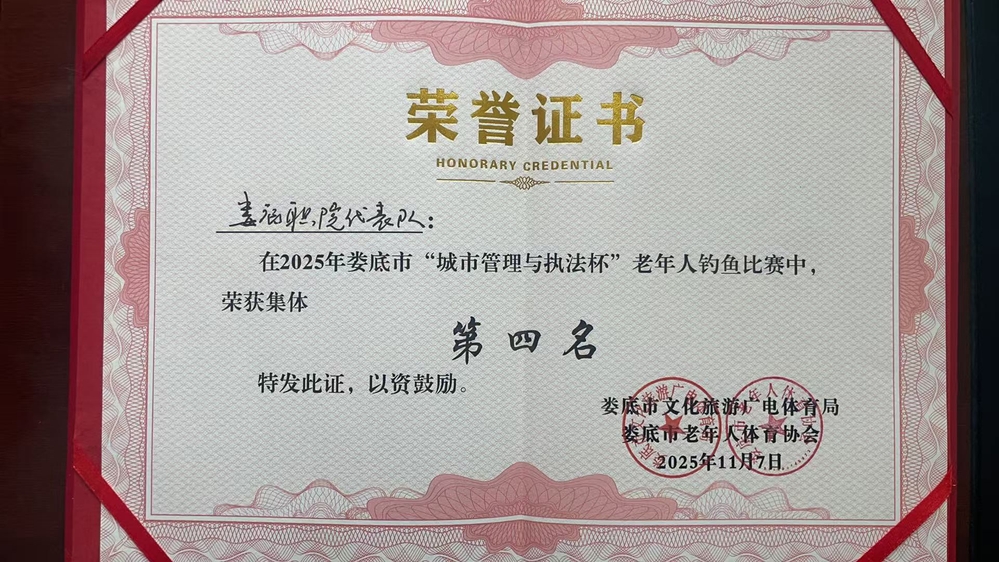 荣誉证书
HONORARY CREDENTIAL
娄底职院代表队：
在2025年娄底市“城市管理与执法杯”老年人钓鱼比赛中，
荣获集体
第四名
特发此证，以资鼓励。
娄底市文化旅游广电体育局
娄底市老年人体育协会
2025年11月7日